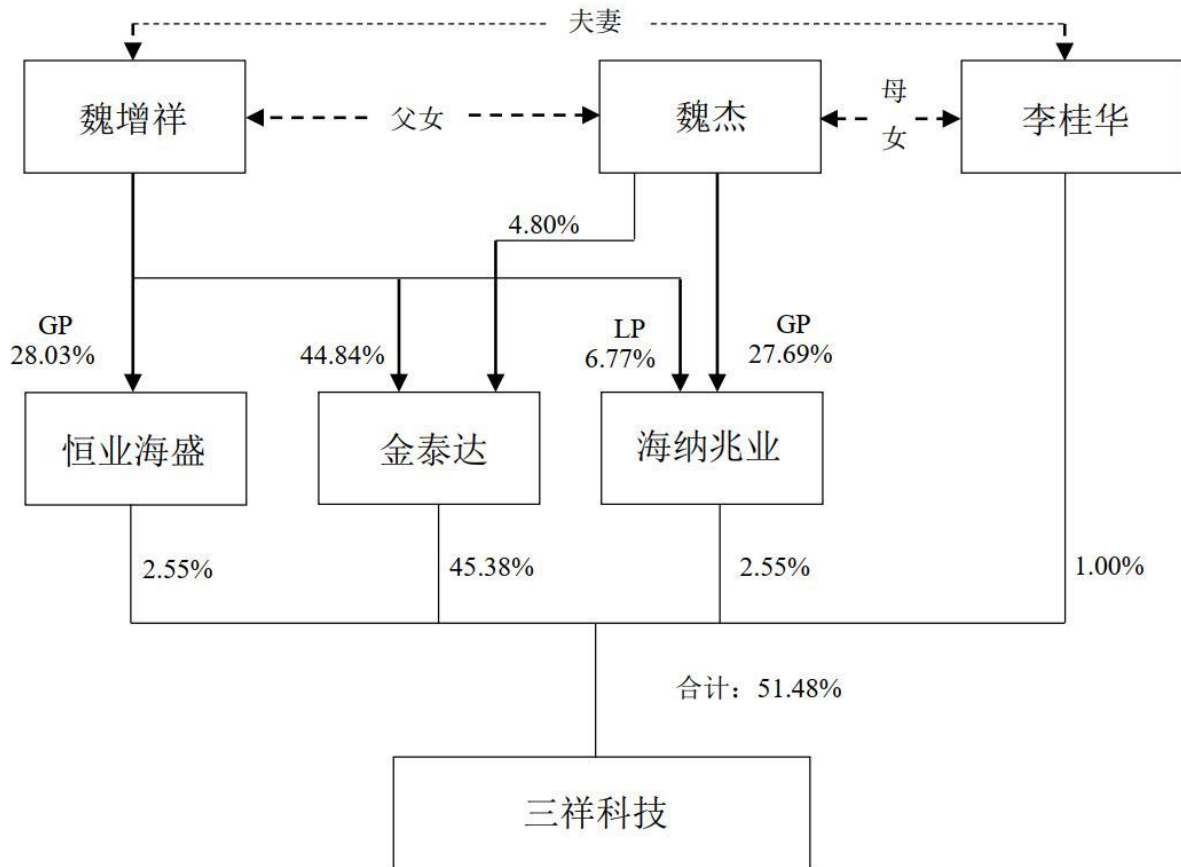 夫妻
魏增祥
父女
魏杰
母
女
李桂华
4.80%
GP
28.03%
44.84%
LP
6.77%
GP
27.69%
恒业海盛
金泰达
海纳兆业
2.55%
45.38%
2.55%
1.00%
合计：51.48%
三祥科技